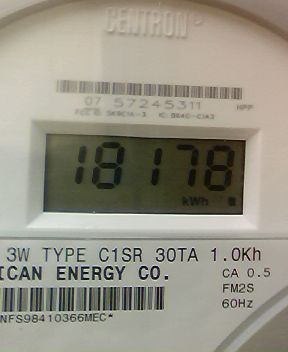 CENTRON
07 57245311 HPP
18178
kWh
3W TYPE C1SR 30TA 1.0Kh
ICAN ENERGY CO. CA 0.5
FM2S
60Hz
NFS98410366MEC*